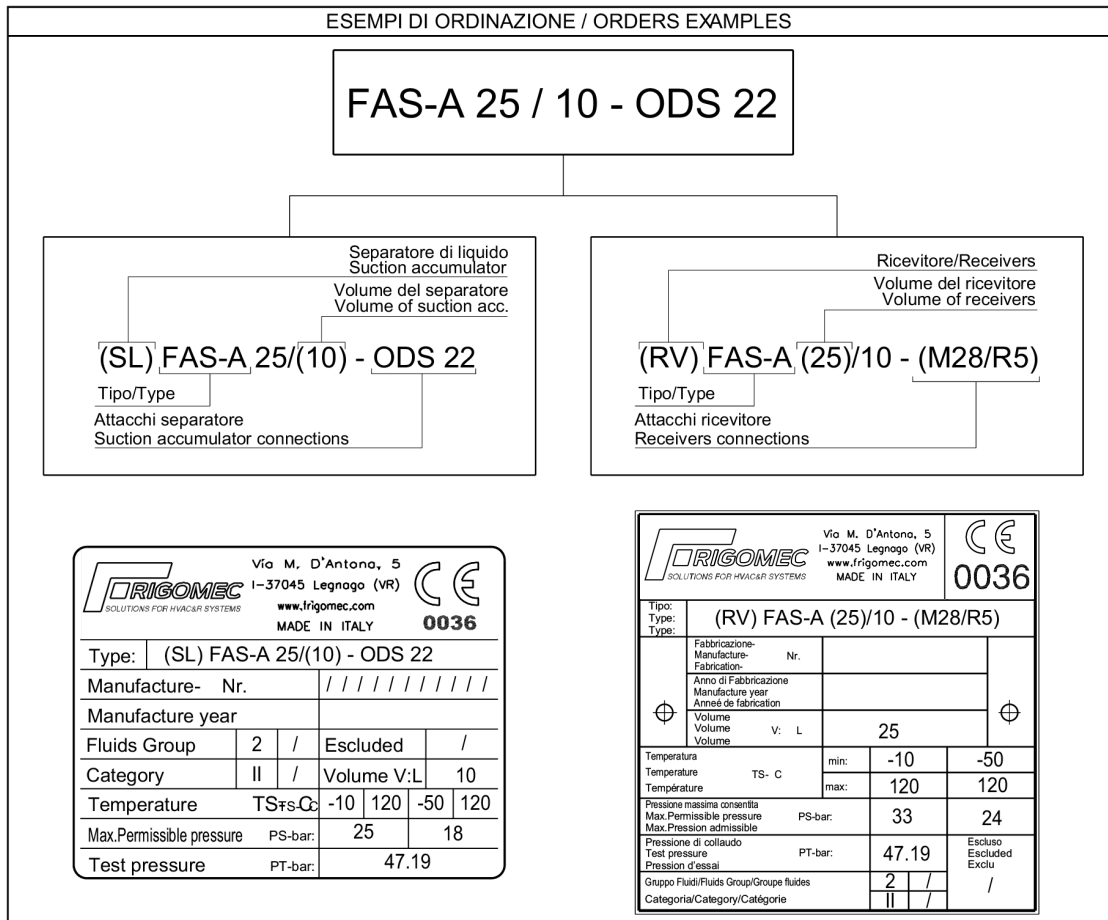 ESEMPI DI ORDINAZIONE / ORDERS EXAMPLES
FAS-A 25 / 10 - ODS 22
Separatore di liquido
Suction accumulator
Volume del separatore
Volume of suction acc.
(SL) FAS-A 25/(10) - ODS 22
Tipo/Type
Attacchi separatore
Suction accumulator connections
Ricevitore/Receivers
Volume del ricevitore
Volume of receivers
(RV) FAS-A (25)/10 - (M28/R5)
Tipo/Type
Attacchi ricevitore
Receivers connections
FRIGOMEC
SOLUTIONS FOR HVAC&R SYSTEMS
Via M. D'Antona, 5
I-37045 Legnago (VR)
www.frigomec.com
MADE IN ITALY
CE
0036
Type: (SL) FAS-A 25/(10) - ODS 22
Manufacture- Nr. / / / / / / / / / / /
Manufacture year
Fluids Group 2 / Escluded /
Category II / Volume V:L 10
Temperature -10 120 -50 120
Max.Permissible pressure PS-bar: 25 18
Test pressure PT-bar: 47.19
FRIGOMEC
SOLUTIONS FOR HVAC&R SYSTEMS
Via M. D'Antona, 5
I-37045 Legnago (VR)
www.frigomec.com
MADE IN ITALY
CE
0036
Tipo:
Type:
Type:
(RV) FAS-A (25)/10 - (M28/R5)
Fabbricazione-
Manufacture- Nr.
Fabrication-
Anno di Fabbricazione
Manufacture year
Anneé de fabrication
Volume
Volume V: L 25
Volume
Temperatura
Temperature TS- C
Température
min: -10 -50
max: 120 120
Pressione massima consentita
Max.Permissible pressure PS-bar: 33 24
Max.Pression admissible
Pressione di collaudo
Test pressure PT-bar: 47.19
Pression d'essai
Escluso
Escluded
Exclu
/
Gruppo Fluidi/Fluids Group/Groupe fluides 2 /
Categoria/Category/Catégorie II /